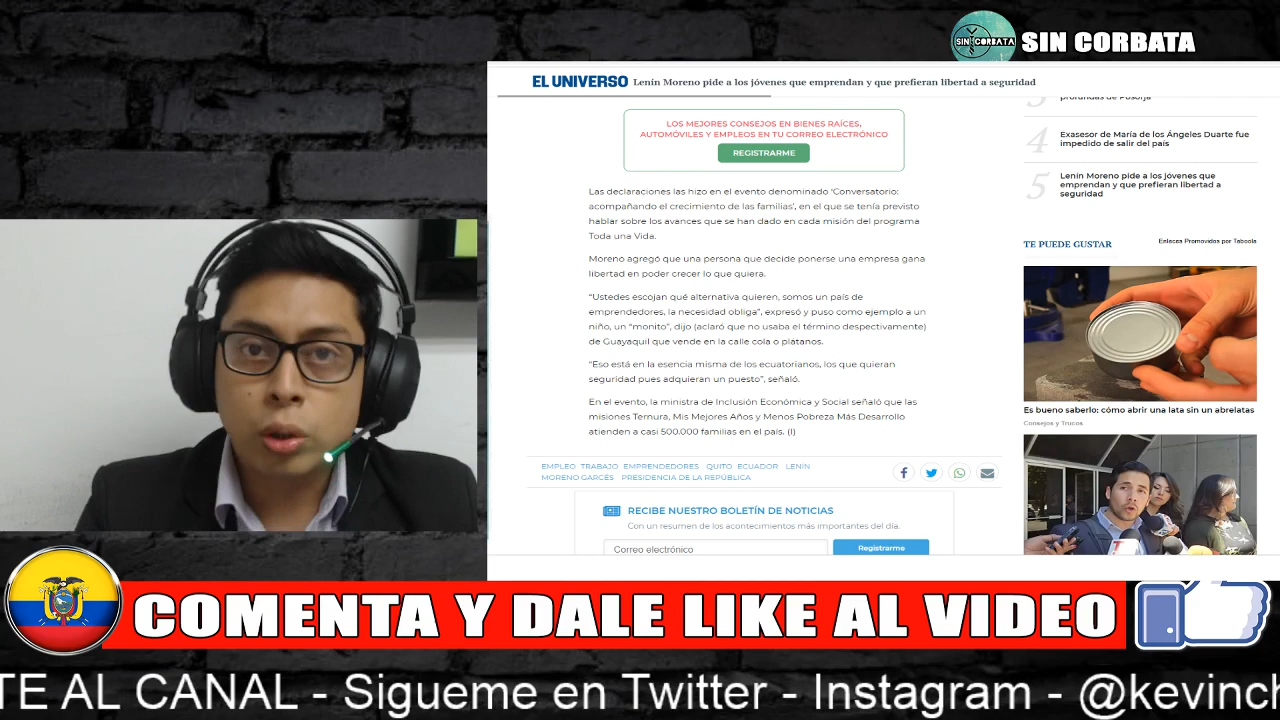 SIN CORBATA
SIN CORBATA
EL UNIVERSO Lenín Moreno pide a los jóvenes que emprendan y que prefieran libertad a seguridad
LOS MEJORES CONSEJOS EN BIENES RAÍCES,
AUTOMÓVILES Y EMPLEOS EN TU CORREO ELECTRÓNICO
REGISTRARME
Las declaraciones las hizo en el evento denominado 'Conversatorio:
acompañando el crecimiento de las familias', en el que se tenía previsto
hablar sobre los avances que se han dado en cada misión del programa
Toda una Vida.
Moreno agregó que una persona que decide ponerse una empresa gana
libertad en poder crecer lo que quiera.
“Ustedes escojan qué alternativa quieren, somos un país de
emprendedores, la necesidad obliga”, expresó y puso como ejemplo a un
niño, un “monito”, dijo (aclaró que no usaba el término despectivamente)
de Guayaquil que vende en la calle cola o plátanos.
“Eso está en la esencia misma de los ecuatorianos, los que quieran
seguridad pues adquieran un puesto”, señaló.
En el evento, la ministra de Inclusión Económica y Social señaló que las
misiones Ternura, Mis Mejores Años y Menos Pobreza Más Desarrollo
atienden a casi 500.000 familias en el país. (I)
EMPLEO TRABAJO EMPRENDEDORES QUITO ECUADOR LENÍN
MORENO GARCÉS PRESIDENCIA DE LA REPÚBLICA
RECIBE NUESTRO BOLETÍN DE NOTICIAS
Con un resumen de los acontecimientos más importantes del día.
Correo electrónico
Registrarme
profundas de Posorja
4
Exasesor de María de los Ángeles Duarte fue
impedido de salir del país
5
Lenín Moreno pide a los jóvenes que
emprendan y que prefieran libertad a
seguridad
TE PUEDE GUSTAR
Enlaces Promovidos por Taboola
Es bueno saberlo: cómo abrir una lata sin un abrelatas
Consejos y Trucos
COMENTA Y DALE LIKE AL VIDEO
TE AL CANAL - Sigueme en Twitter - Instagram - @kevinch